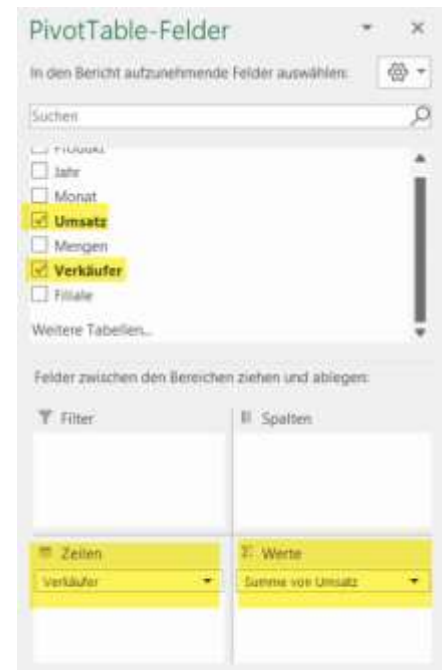 PivotTable-Felder
In den Bericht aufzunehmende Felder auswählen:
Suchen
Produkt
Jahr
Monat
Umsatz
Mengen
Verkäufer
Filiale
Weitere Tabellen...
Felder zwischen den Bereichen ziehen und ablegen:
Filter
Spalten
Zeilen
Σ Werte
Verkäufer
Summe von Umsatz